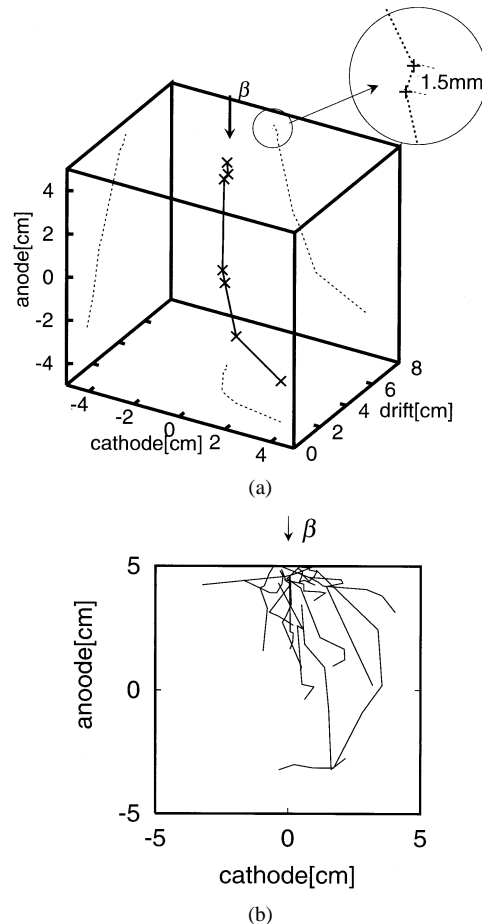 β
1.5mm
4
2
0
-2
-4
anode[cm]
-4
-2
0
2
4
cathode[cm]
0
2
4
6
8
drift[cm]
(a)
β
5
0
-5
anoode[cm]
-5
0
5
cathode[cm]
(b)